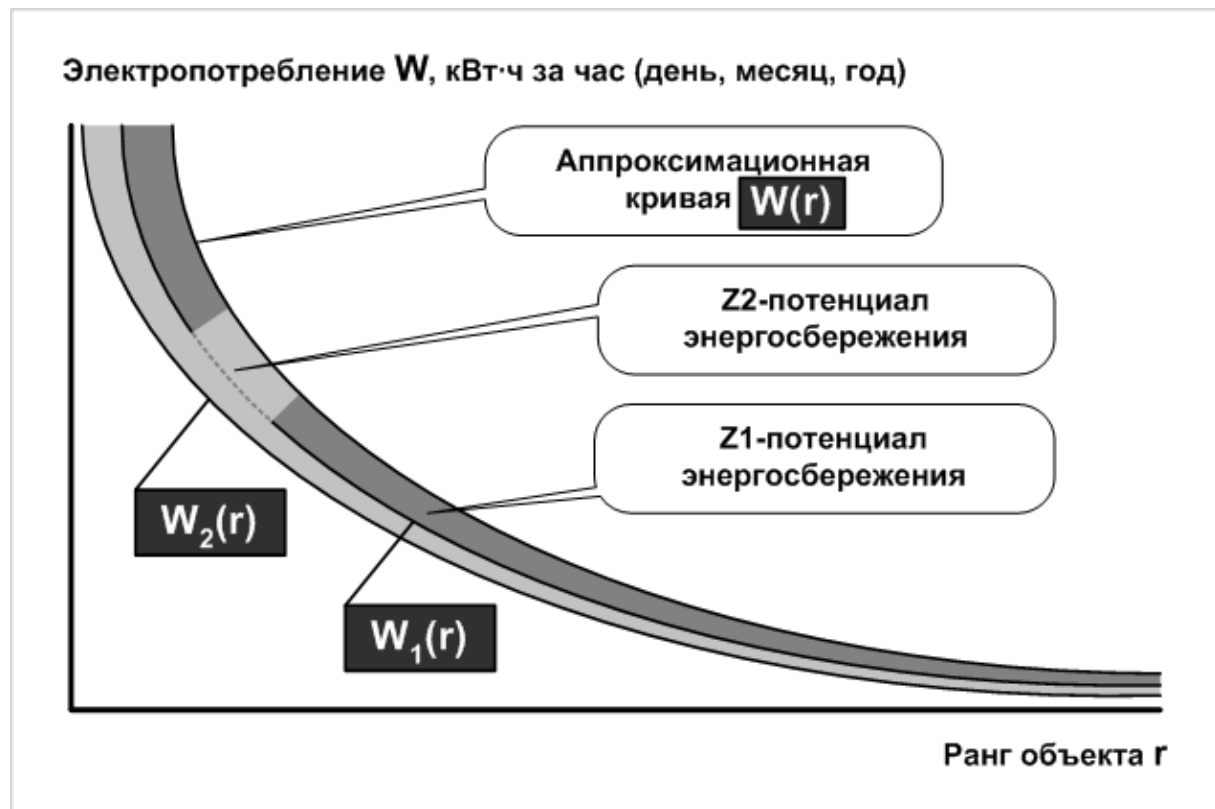 Электропотребление W, кВт·ч за час (день, месяц, год)
Аппроксимационная
кривая W(r)
Z2-потенциал
энергосбережения
Z1-потенциал
энергосбережения
W₂(r)
W₁(r)
Ранг объекта r